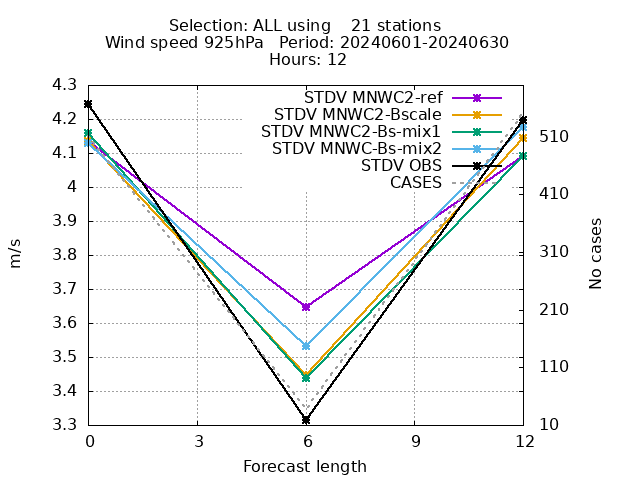 Selection: ALL using    21 stations
Wind speed 925hPa   Period: 20240601-20240630
Hours: 12
STDV MNWC2-ref
STDV MNWC2-Bscale
STDV MNWC2-Bs-mix1
STDV MNWC-Bs-mix2
STDV OBS
CASES
4.3
4.2
4.1
4
3.9
3.8
3.7
3.6
3.5
3.4
3.3
m/s
510
410
310
210
110
10
No cases
0 3 6 9 12
Forecast length